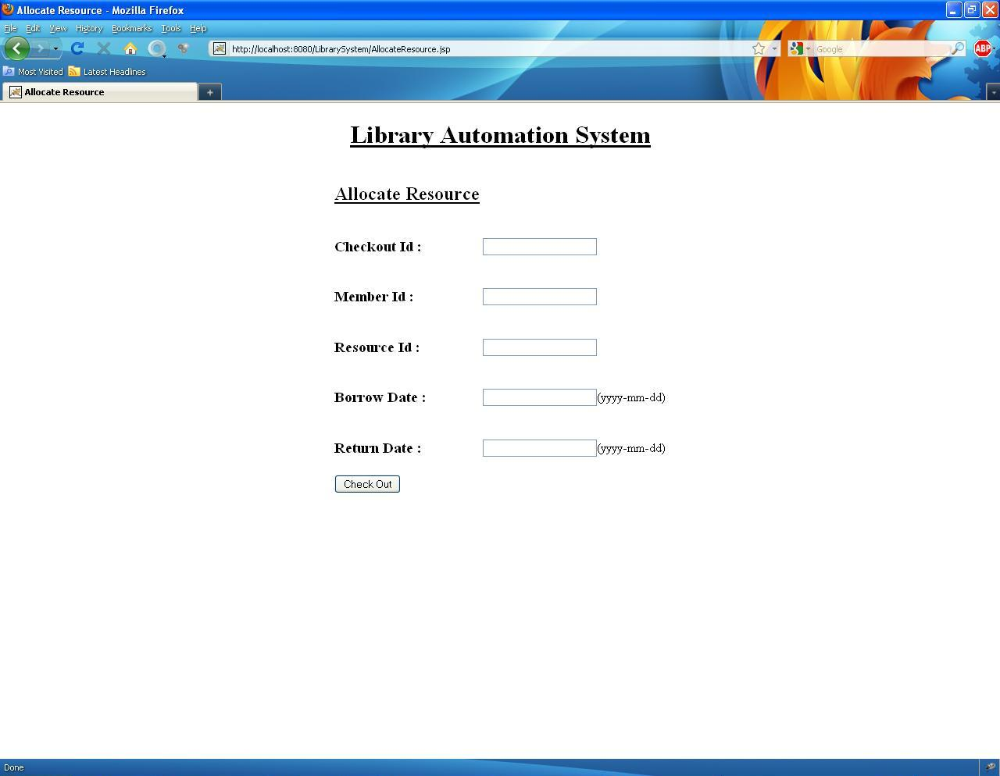 Allocate Resource - Mozilla Firefox
File Edit View History Bookmarks Tools Help
http://localhost:8080/LibrarySystem/AllocateResource.jsp
Google
ABP
Most Visited Latest Headlines
Allocate Resource
Library Automation System
Allocate Resource
Checkout Id :
Member Id :
Resource Id :
Borrow Date : (yyyy-mm-dd)
Return Date : (yyyy-mm-dd)
Check Out
Done